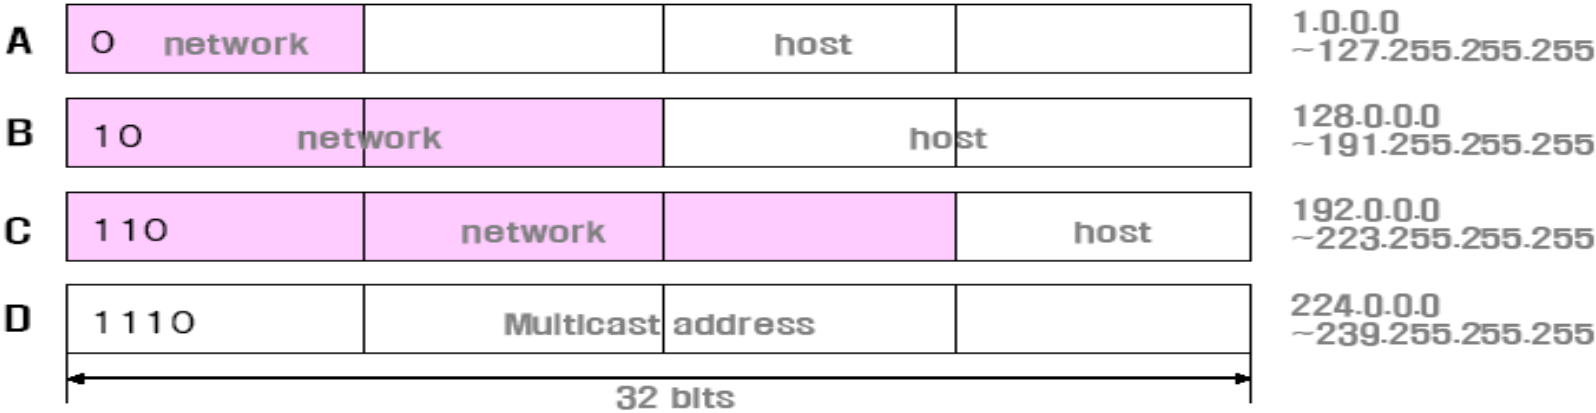 A 0 network host 1.0.0.0
~127.255.255.255
B 10 network host 128.0.0.0
~191.255.255.255
C 110 network host 192.0.0.0
~223.255.255.255
D 1110 Multicast address 224.0.0.0
~239.255.255.255
32 bits